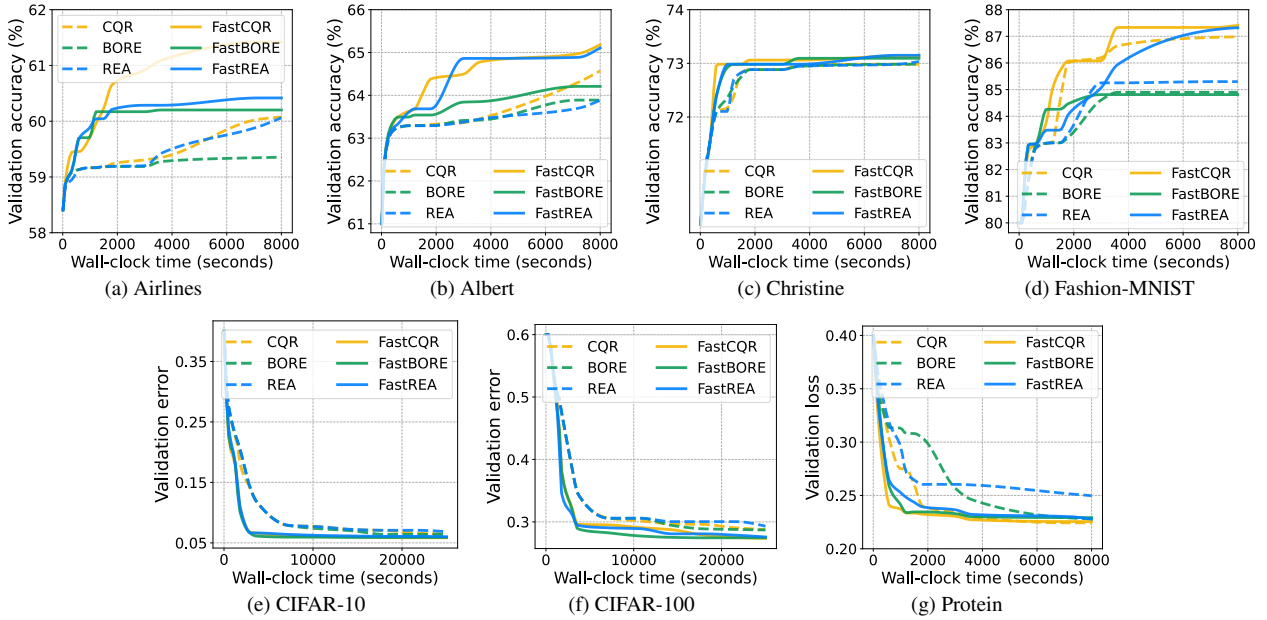 Validation accuracy (%)
62
61
60
59
58
CQR
BORE
REA
FastCQR
FastBORE
FastREA
0 2000 4000 6000 8000
Wall-clock time (seconds)
(a) Airlines
Validation accuracy (%)
66
65
64
63
62
61
CQR
BORE
REA
FastCQR
FastBORE
FastREA
0 2000 4000 6000 8000
Wall-clock time (seconds)
(b) Albert
Validation accuracy (%)
74
73
72
CQR
BORE
REA
FastCQR
FastBORE
FastREA
0 2000 4000 6000 8000
Wall-clock time (seconds)
(c) Christine
Validation accuracy (%)
88
87
86
85
84
83
82
81
80
CQR
BORE
REA
FastCQR
FastBORE
FastREA
0 2000 4000 6000 8000
Wall-clock time (seconds)
(d) Fashion-MNIST
Validation error
0.35
0.25
0.15
0.05
CQR
BORE
REA
FastCQR
FastBORE
FastREA
0 10000 20000
Wall-clock time (seconds)
(e) CIFAR-10
Validation error
0.6
0.5
0.4
0.3
CQR
BORE
REA
FastCQR
FastBORE
FastREA
0 10000 20000
Wall-clock time (seconds)
(f) CIFAR-100
Validation loss
0.40
0.35
0.30
0.25
0.20
CQR
BORE
REA
FastCQR
FastBORE
FastREA
0 2000 4000 6000 8000
Wall-clock time (seconds)
(g) Protein